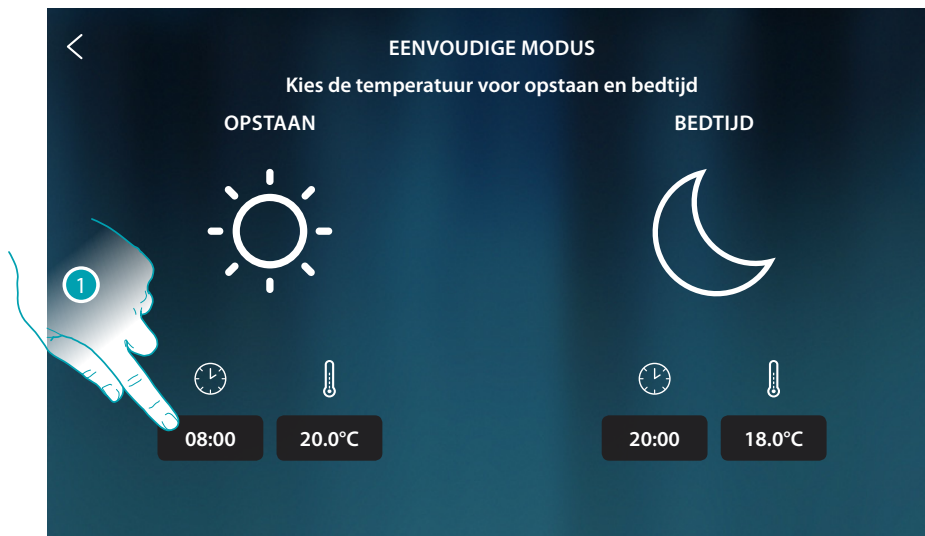 EENVOUDIGE MODUS
Kies de temperatuur voor opstaan en bedtijd
OPSTAAN
BEDTIJD
1
08:00
20.0°C
20:00
18.0°C